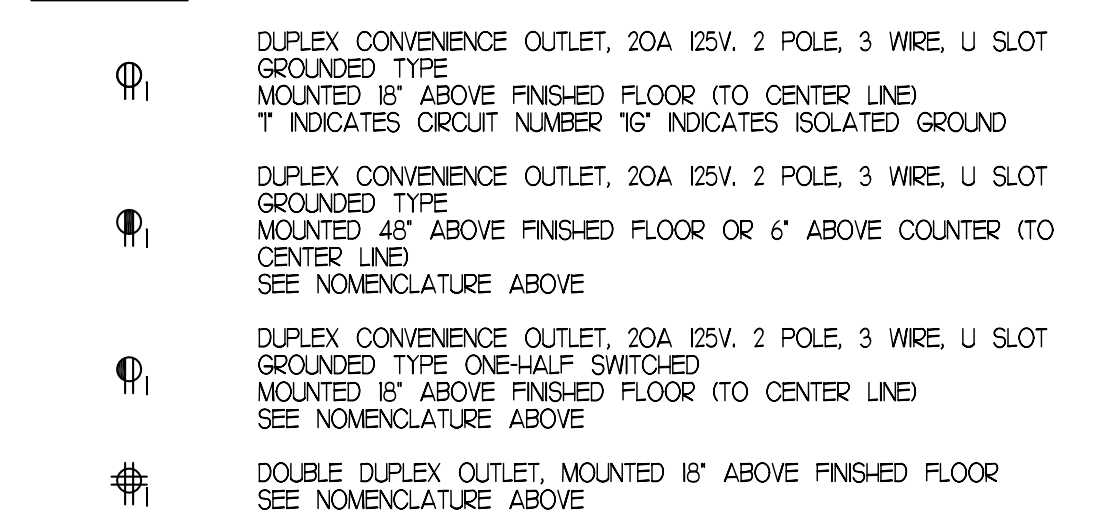 DUPLEX CONVENIENCE OUTLET, 20A 125V. 2 POLE, 3 WIRE, U SLOT
GROUNDED TYPE
1
MOUNTED 18" ABOVE FINISHED FLOOR (TO CENTER LINE)
"1" INDICATES CIRCUIT NUMBER "IG" INDICATES ISOLATED GROUND
DUPLEX CONVENIENCE OUTLET, 20A 125V. 2 POLE, 3 WIRE, U SLOT
GROUNDED TYPE
1
MOUNTED 48" ABOVE FINISHED FLOOR OR 6" ABOVE COUNTER (TO
CENTER LINE)
SEE NOMENCLATURE ABOVE
DUPLEX CONVENIENCE OUTLET, 20A 125V. 2 POLE, 3 WIRE, U SLOT
GROUNDED TYPE ONE-HALF SWITCHED
1
MOUNTED 18" ABOVE FINISHED FLOOR (TO CENTER LINE)
SEE NOMENCLATURE ABOVE
1
DOUBLE DUPLEX OUTLET, MOUNTED 18" ABOVE FINISHED FLOOR
SEE NOMENCLATURE ABOVE